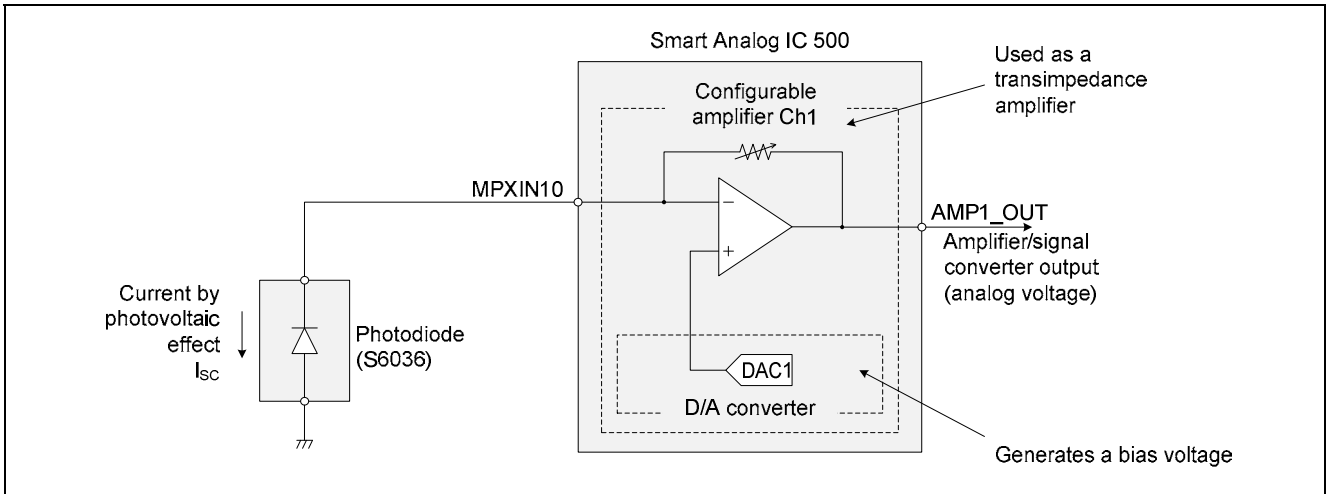 Smart Analog IC 500
Used as a
transimpedance
amplifier
Configurable
amplifier Ch1
MPXIN10
−
+
AMP1_OUT
Amplifier/signal
converter output
(analog voltage)
Current by
photovoltaic
effect
ISC
Photodiode
(S6036)
DAC1
D/A converter
Generates a bias voltage